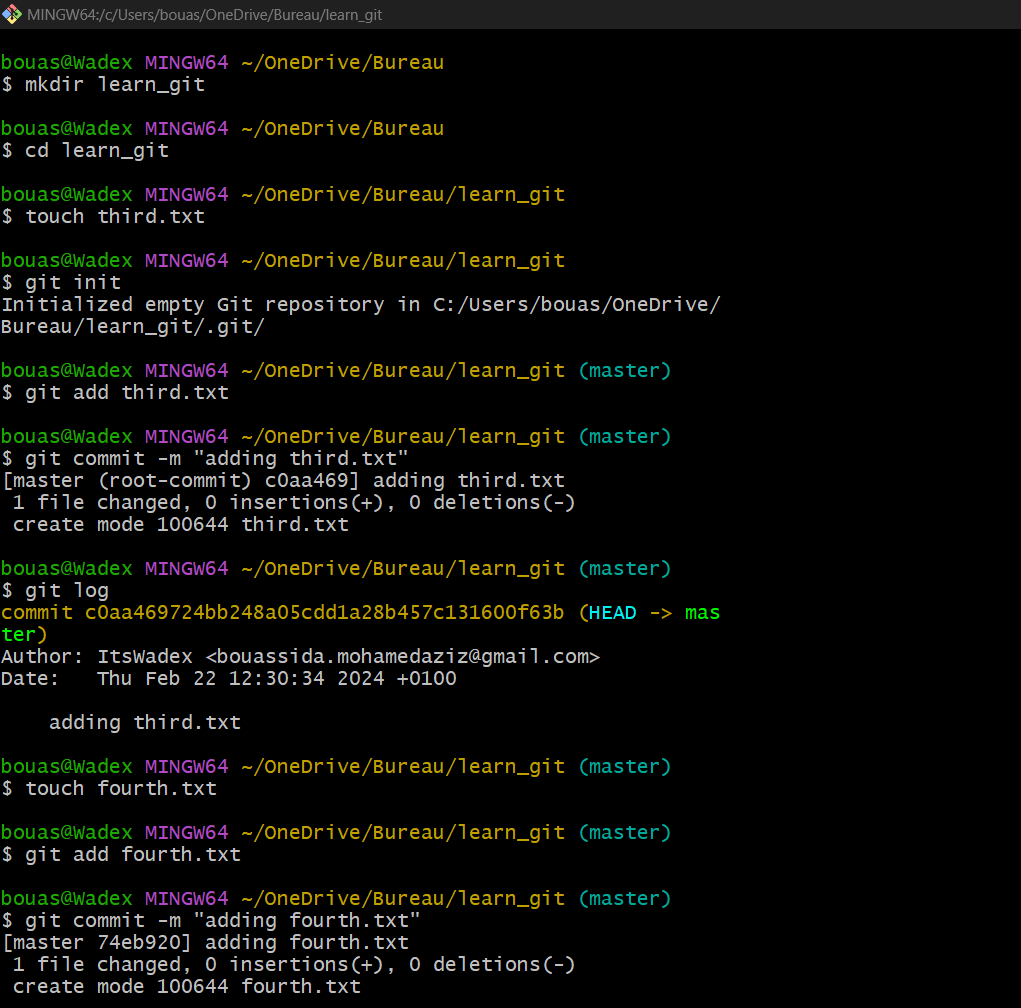 MINGW64:/c/Users/bouas/OneDrive/Bureau/learn_git
bouas@Wadex MINGW64 ~/OneDrive/Bureau
$ mkdir learn_git
bouas@Wadex MINGW64 ~/OneDrive/Bureau
$ cd learn_git
bouas@Wadex MINGW64 ~/OneDrive/Bureau/learn_git
$ touch third.txt
bouas@Wadex MINGW64 ~/OneDrive/Bureau/learn_git
$ git init
Initialized empty Git repository in C:/Users/bouas/OneDrive/
Bureau/learn_git/.git/
bouas@Wadex MINGW64 ~/OneDrive/Bureau/learn_git (master)
$ git add third.txt
bouas@Wadex MINGW64 ~/OneDrive/Bureau/learn_git (master)
$ git commit -m "adding third.txt"
[master (root-commit) c0aa469] adding third.txt
 1 file changed, 0 insertions(+), 0 deletions(-)
 create mode 100644 third.txt
bouas@Wadex MINGW64 ~/OneDrive/Bureau/learn_git (master)
$ git log
commit c0aa469724bb248a05cdd1a28b457c131600f63b (HEAD -> mas
ter)
Author: ItsWadex <bouassida.mohamedaziz@gmail.com>
Date:   Thu Feb 22 12:30:34 2024 +0100
    adding third.txt
bouas@Wadex MINGW64 ~/OneDrive/Bureau/learn_git (master)
$ touch fourth.txt
bouas@Wadex MINGW64 ~/OneDrive/Bureau/learn_git (master)
$ git add fourth.txt
bouas@Wadex MINGW64 ~/OneDrive/Bureau/learn_git (master)
$ git commit -m "adding fourth.txt"
[master 74eb920] adding fourth.txt
 1 file changed, 0 insertions(+), 0 deletions(-)
 create mode 100644 fourth.txt